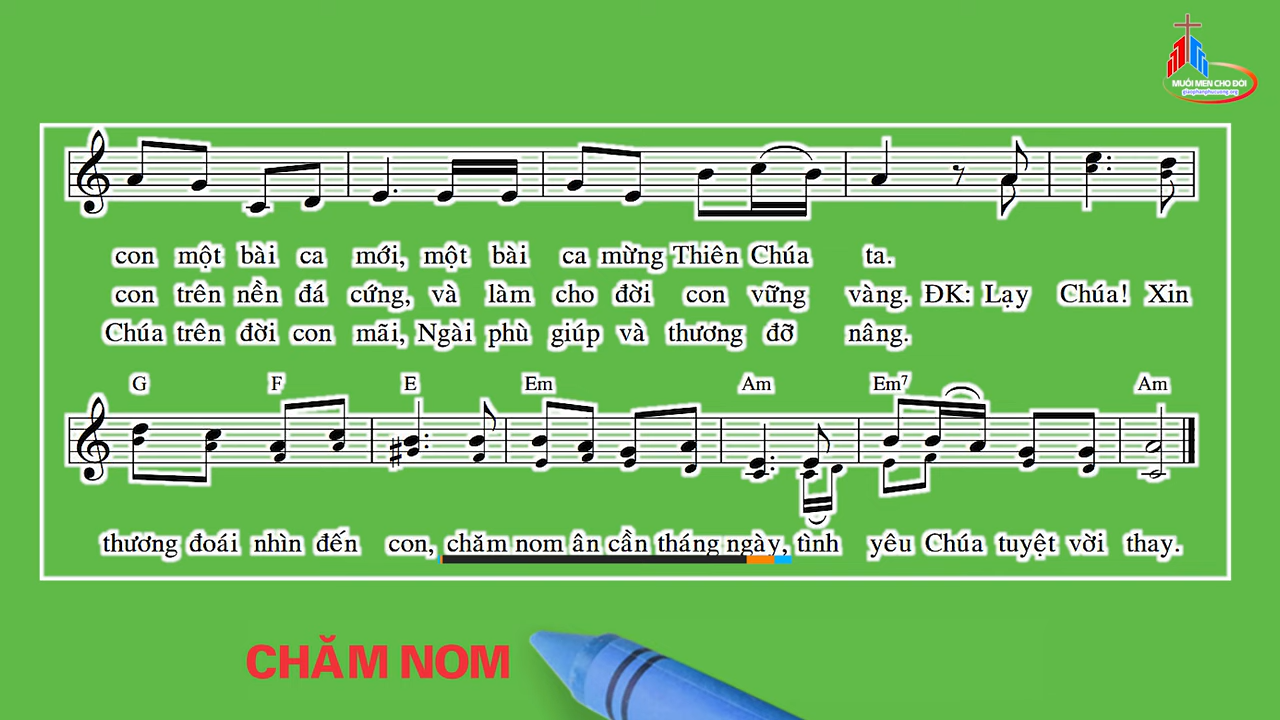 MUỐI MEN CHO ĐỜI
giaophanphucuong.org
con một bài ca mới, một bài ca mừng Thiên Chúa ta.
con trên nền đá cứng, và làm cho đời con vững vàng. ĐK: Lạy Chúa! Xin
Chúa trên đời con mãi, Ngài phù giúp và thương đỡ nâng.
G F E Em Am Em7 Am
thương đoái nhìn đến con, chăm nom ân cần tháng ngày, tình yêu Chúa tuyệt vời thay.
CHĂM NOM